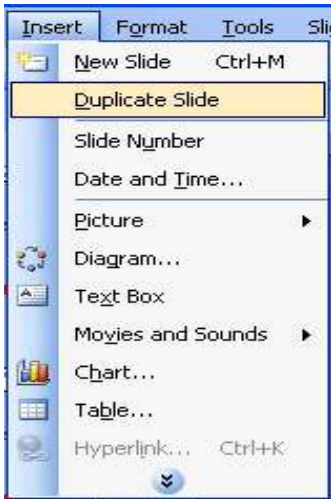 Insert Format Tools
New Slide Ctrl+M
Duplicate Slide
Slide Number
Date and Time...
Picture
Diagram...
Text Box
Movies and Sounds
Chart...
Table...
Hyperlink... Ctrl+K